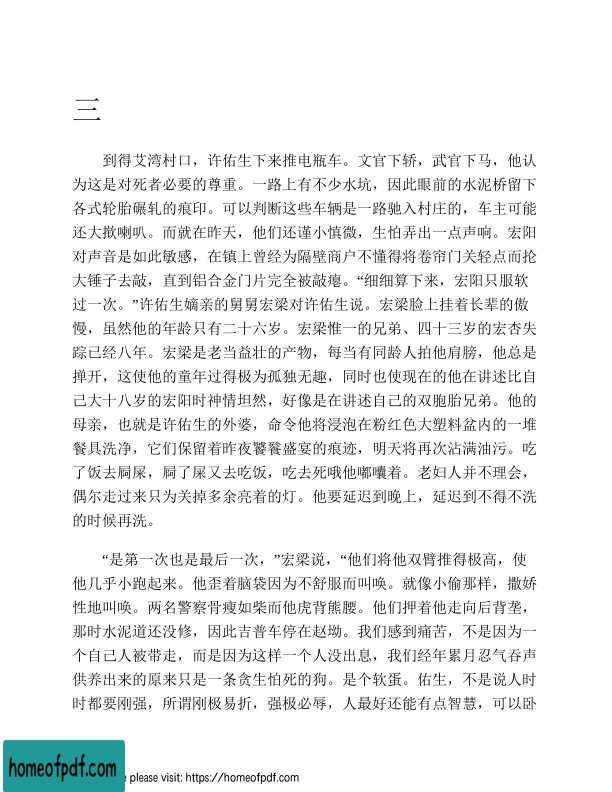 三
到得艾湾村口，许佑生下来推电瓶车。文官下轿，武官下马，他认
为这是对死者必要的尊重。一路上有不少水坑，因此眼前的水泥桥留下
各式轮胎碾轧的痕印。可以判断这些车辆是一路驰入村庄的，车主可能
还大揿喇叭。而就在昨天，他们还谨小慎微，生怕弄出一点声响。宏阳
对声音是如此敏感，在镇上曾经为隔壁商户不懂得将卷帘门关轻点而抡
大锤子去敲，直到铝合金门片完全被敲瘪。“细细算下来，宏阳只服软
过一次。”许佑生嫡亲的舅舅宏梁对许佑生说。宏梁脸上挂着长辈的傲
慢，虽然他的年龄只有二十六岁。宏梁惟一的兄弟、四十三岁的宏杏失
踪已经八年。宏梁是老当益壮的产物，每当有同龄人拍他肩膀，他总是
掸开，这使他的童年过得极为孤独无趣，同时也使现在的他在讲述比自
己大十八岁的宏阳时神情坦然，好像是在讲述自己的双胞胎兄弟。他的
母亲，也就是许佑生的外婆，命令他将浸泡在粉红色大塑料盆内的一堆
餐具洗净，它们保留着昨夜饕餮盛宴的痕迹，明天将再次沾满油污。吃
了饭去屙屎，屙了屎又去吃饭，吃去死哦他嘟囔着。老妇人并不理会，
偶尔走过来只为关掉多余亮着的灯。他要延迟到晚上，延迟到不得不洗
的时候再洗。
“是第一次也是最后一次，”宏梁说，“他们将他双臂推得极高，使
他几乎小跑起来。他歪着脑袋因为不舒服而叫唤。就像小偷那样，撒娇
性地叫唤。两名警察骨瘦如柴而他虎背熊腰。他们押着他走向后背垄，
那时水泥道还没修，因此吉普车停在赵坳。我们感到痛苦，不是因为一
个自己人被带走，而是因为这样一个人没出息，我们经年累月忍气吞声
供养出来的原来只是一条贪生怕死的狗。是个软蛋。佑生，不是说人时
时都要刚强，所谓刚极易折，强极必辱，人最好还能有点智慧，可以卧
homeofpdf.com
e please visit: https://homeofpdf.com